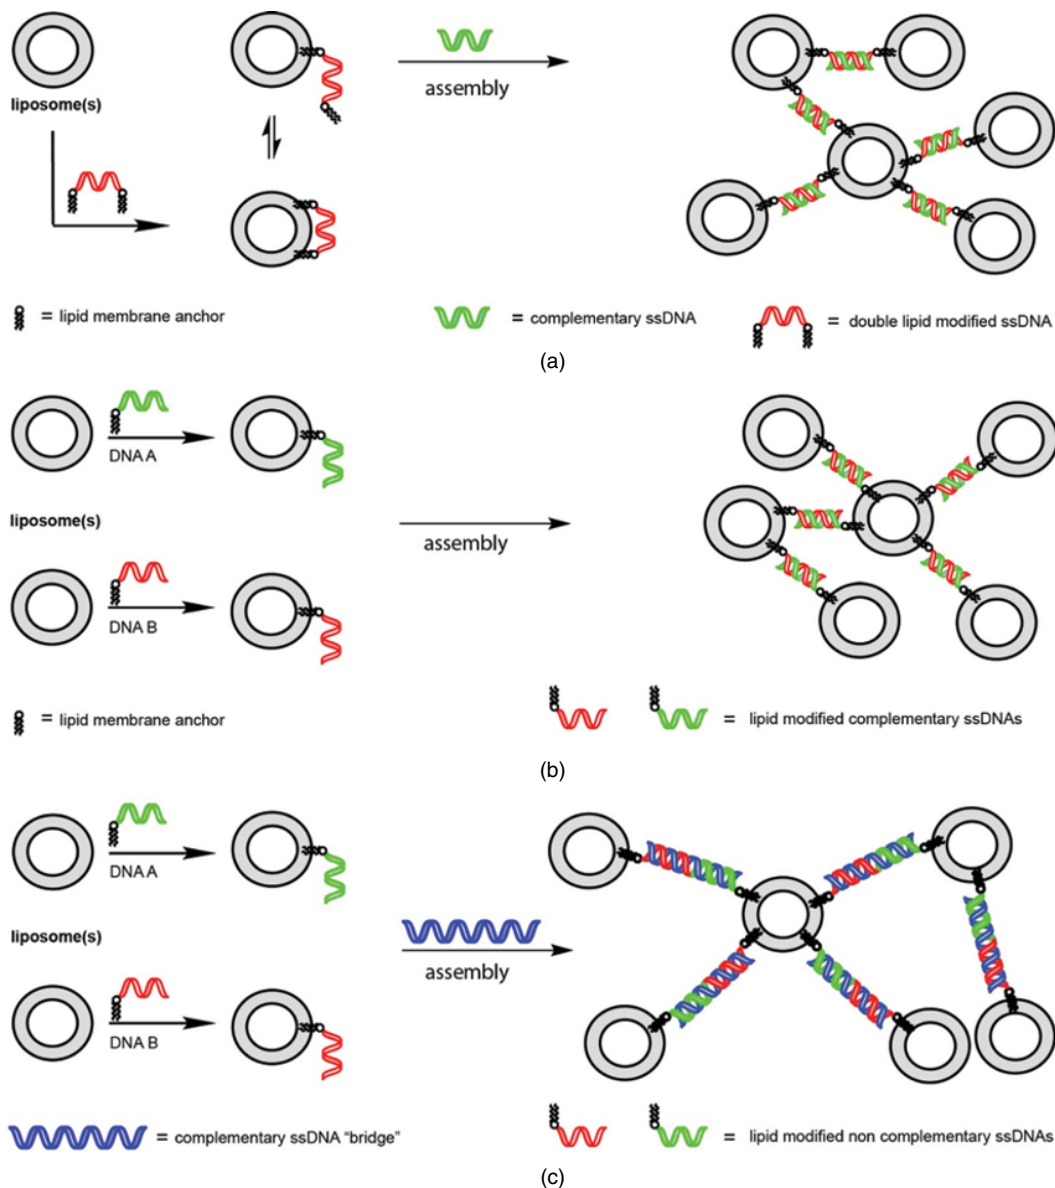 assembly
liposome(s)
= lipid membrane anchor
= complementary ssDNA
= double lipid modified ssDNA
(a)
DNA A
liposome(s)
assembly
DNA B
= lipid membrane anchor
= lipid modified complementary ssDNAs
(b)
DNA A
liposome(s)
assembly
DNA B
= complementary ssDNA "bridge"
= lipid modified non complementary ssDNAs
(c)